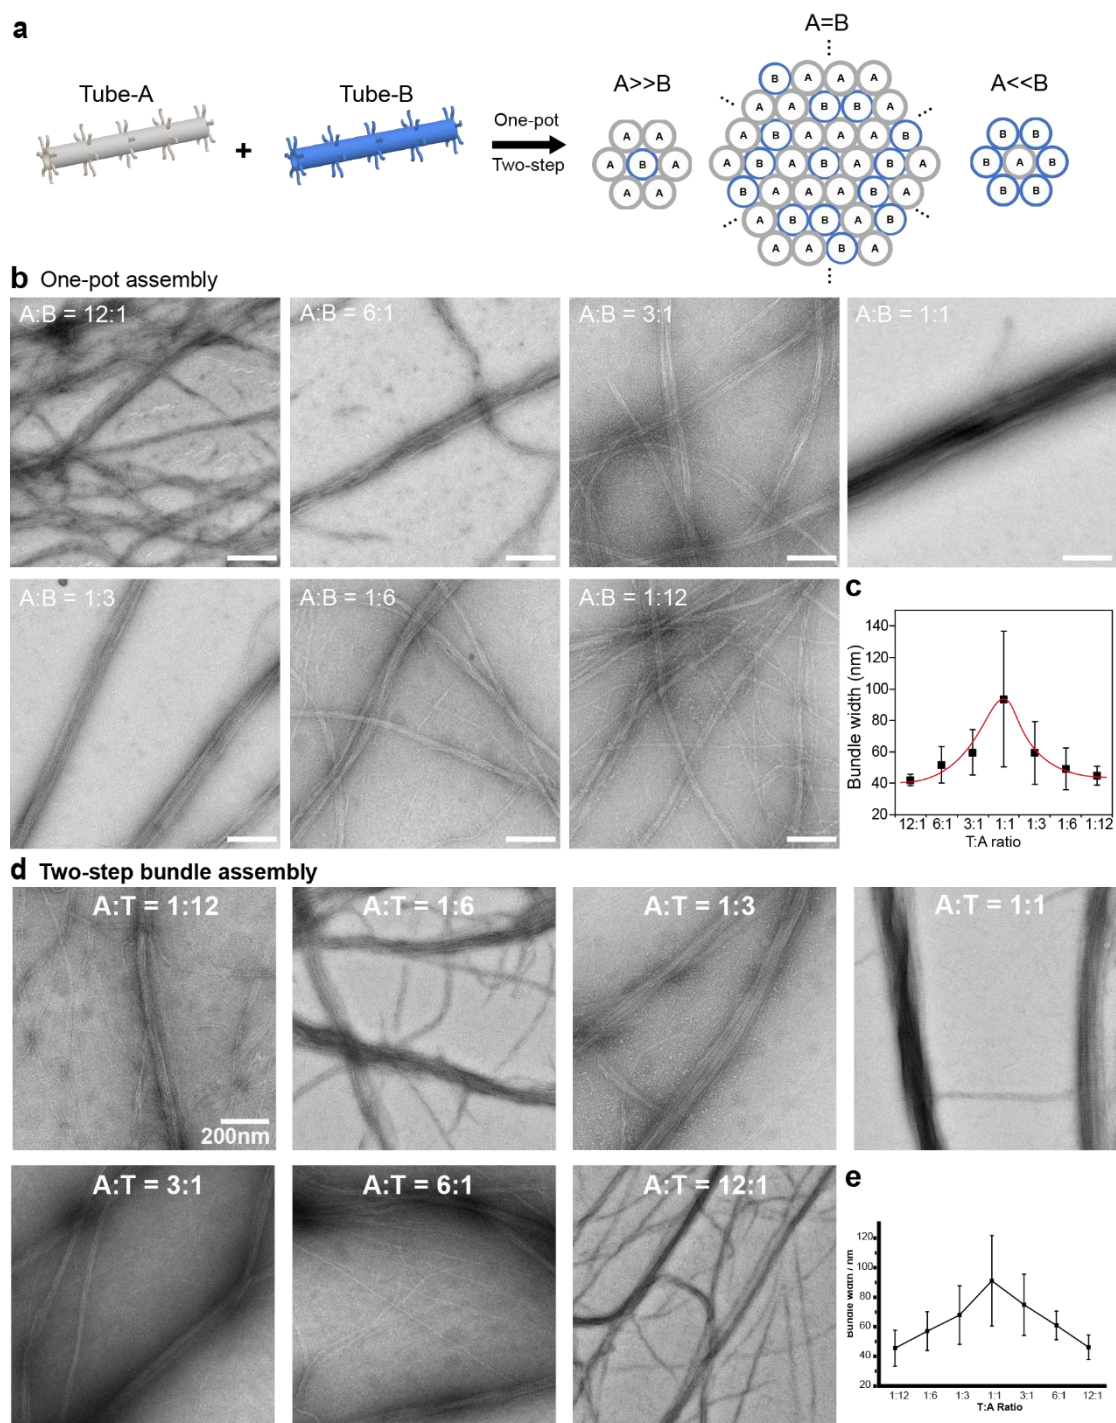 a
Tube-A
+
Tube-B
One-pot
Two-step
A>>B
A A
A B A
A A
A=B
B A A A
A A B B A
A B A A A B
A B A B A B A
B A A A B A
A B B A B
A A B A
A<<B
B B
B A B
B B
b One-pot assembly
A:B = 12:1
A:B = 6:1
A:B = 3:1
A:B = 1:1
A:B = 1:3
A:B = 1:6
A:B = 1:12
c
Bundle width (nm)
140
120
100
80
60
40
20
12:1 6:1 3:1 1:1 1:3 1:6 1:12
T:A ratio
d Two-step bundle assembly
A:T = 1:12
200nm
A:T = 1:6
A:T = 1:3
A:T = 1:1
A:T = 3:1
A:T = 6:1
A:T = 12:1
e
Bundle width / nm
120
100
80
60
40
20
1:12 1:6 1:3 1:1 3:1 6:1 12:1
T:A Ratio